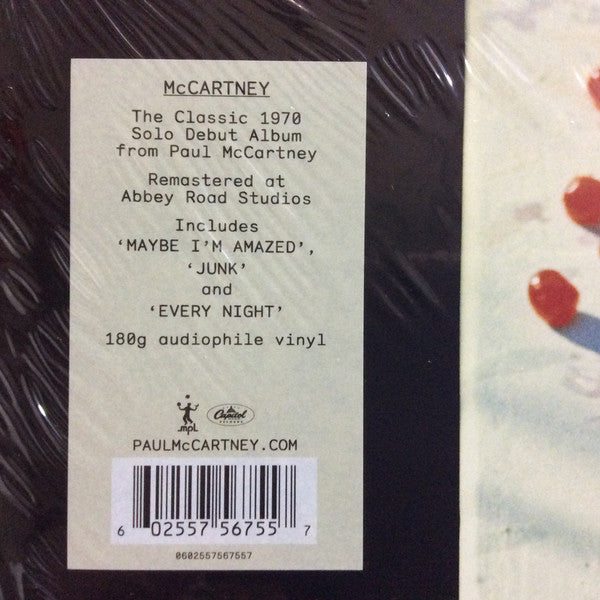 McCARTNEY
The Classic 1970
Solo Debut Album
from Paul McCartney
Remastered at
Abbey Road Studios
Includes
‘MAYBE I’M AMAZED’,
‘JUNK’
and
‘EVERY NIGHT’
180g audiophile vinyl
mpl Capitol
RECORDS
PAULMcCARTNEY.COM
6 02557 56755 7
0602557567557